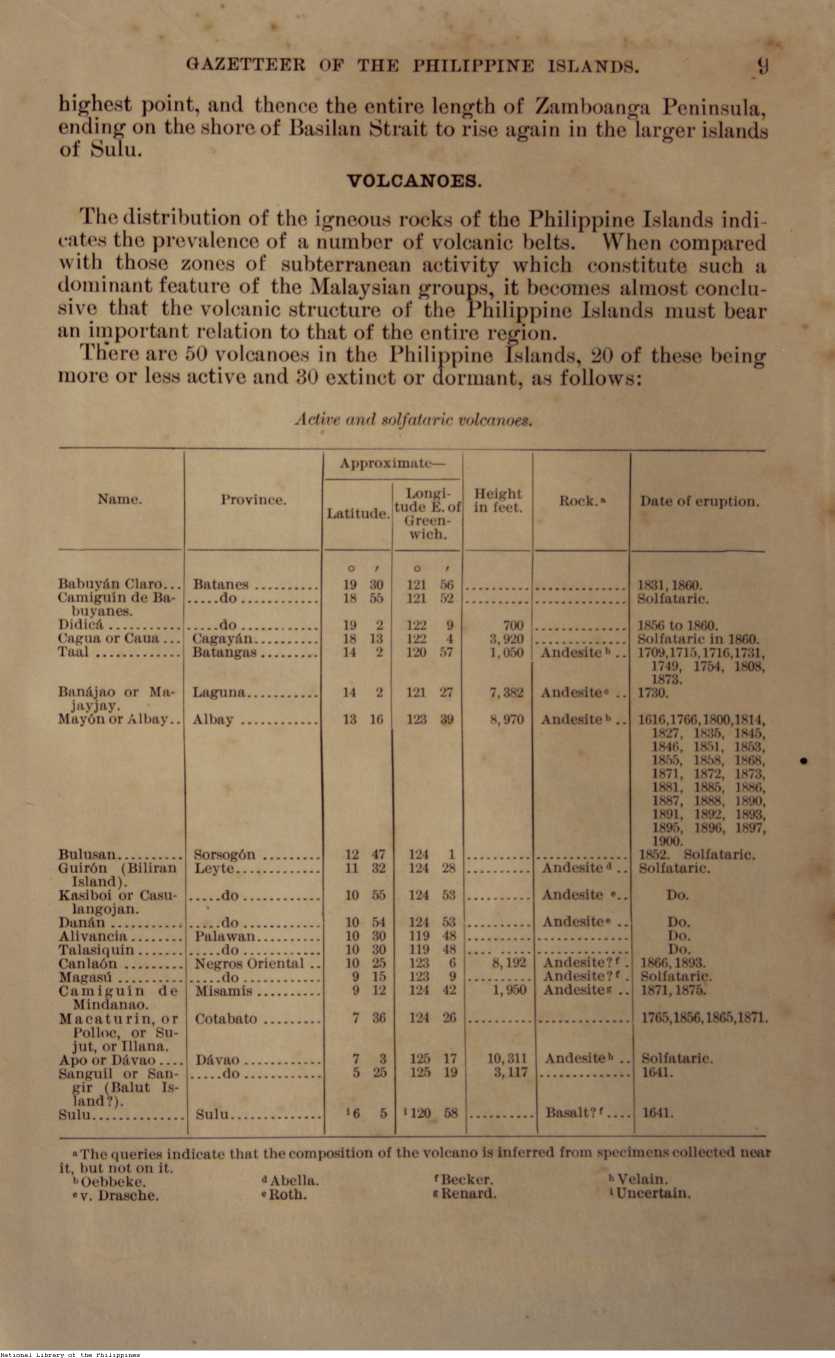 GAZETTEER OF THE PHILIPPINE ISLANDS. 9
highest point, and thence the entire length of Zamboanga Peninsula,
ending on the shore of Basilan Strait to rise again in the larger islands
of Sulu.
VOLCANOES.
The distribution of the igneous rocks of the Philippine Islands indi-
cates the prevalence of a number of volcanic belts. When compared
with those zones of subterranean activity which constitute such a
dominant feature of the Malaysian groups, it becomes almost conclu-
sive that the volcanic structure of the Philippine Islands must bear
an important relation to that of the entire region.
There are 50 volcanoes in the Philippine Islands, 20 of these being
more or less active and 30 extinct or dormant, as follows:
Active and solfataric volcanoes.
Approximate—
Name. Province. Latitude. Longi-
tude E. of
Green-
wich. Height
in feet. Rock.ᵃ Date of eruption.
° ′ ° ′
Babuyán Claro... Batanes .......... 19 30 121 56 .......... .............. 1831, 1860.
Camiguín de Ba- .....do ............ 18 55 121 52 .......... .............. Solfataric.
buyanes.
Didicá ........... .....do ............ 19 2 122 9 700 .............. 1856 to 1860.
Cagua or Caua ... Cagayán.......... 18 13 122 4 3,920 .............. Solfataric in 1860.
Taal ............. Batangas ......... 14 2 120 57 1,050 Andesite ᵇ .. 1709,1715,1716,1731,
1749, 1754, 1808,
1873.
Banájao or Ma- Laguna........... 14 2 121 27 7,382 Andesite ᶜ .. 1730.
jayjay.
Mayón or Albay.. Albay ............ 13 16 123 39 8,970 Andesite ᵇ .. 1616,1766,1800,1814,
1827, 1835, 1845,
1846, 1851, 1853,
1855, 1858, 1868,
1871, 1872, 1873,
1881, 1885, 1886,
1887, 1888, 1890,
1891, 1892, 1893,
1895, 1896, 1897,
1900.
Bulusan.......... Sorsogón ......... 12 47 124 1 .......... .............. 1852. Solfataric.
Guirón (Biliran Leyte............. 11 32 124 28 .......... Andesite ᵈ .. Solfataric.
Island).
Kasiboi or Casu- .....do ............ 10 55 124 53 .......... Andesite ᵉ.. Do.
langojan.
Danán ........... .....do ............ 10 54 124 53 .......... Andesite ᵉ .. Do.
Alivancia........ Palawan.......... 10 30 119 48 .......... .............. Do.
Talasiquin ....... .....do ............ 10 30 119 48 .......... .............. Do.
Canlaón ......... Negros Oriental .. 10 25 123 6 8,192 Andesite? ᶠ . 1866, 1893.
Magasú .......... .....do ............ 9 15 123 9 .......... Andesite? ᶠ . Solfataric.
Camiguín de Misamis .......... 9 12 124 42 1,950 Andesite ᵍ .. 1871, 1875.
Mindanao.
Macaturin, or Cotabato ......... 7 36 124 26 .......... .............. 1765,1856,1865,1871.
Polloc, or Su-
jut, or Illana.
Apo or Dávao .... Dávao ............ 7 3 125 17 10,311 Andesite ʰ .. Solfataric.
Sanguil or San- .....do ............ 5 25 125 19 3,117 .............. 1641.
gir (Balut Is-
land?).
Sulu.............. Sulu.............. ⁱ 6 5 ⁱ 120 58 .......... Basalt? ᶠ .... 1641.
ᵃ The queries indicate that the composition of the volcano is inferred from specimens collected near
it, but not on it.
ᵇ Oebbeke. ᵈ Abella. ᶠ Becker. ʰ Velain.
ᶜ v. Drasche. ᵉ Roth. ᵍ Renard. ⁱ Uncertain.
National Library of the Philippines